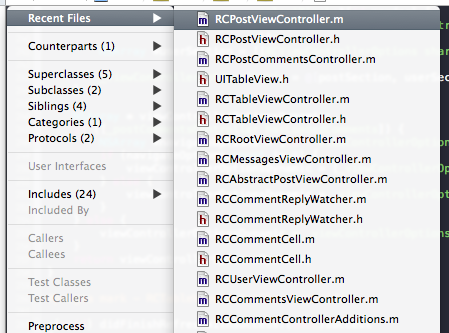 Recent Files
Counterparts (1)
Superclasses (5)
Subclasses (2)
Siblings (4)
Categories (1)
Protocols (2)
User Interfaces
Includes (24)
Included By
Callers
Callees
Test Classes
Test Callers
Preprocess
RCPostViewController.m
RCPostViewController.h
RCPostCommentsController.m
UITableView.h
RCTableViewController.m
RCTableViewController.h
RCRootViewController.m
RCMessagesViewController.m
RCAbstractPostViewController.m
RCCommentReplyWatcher.m
RCCommentReplyWatcher.h
RCCommentCell.m
RCCommentCell.h
RCUserViewController.m
RCCommentsViewController.m
RCCommentControllerAdditions.m